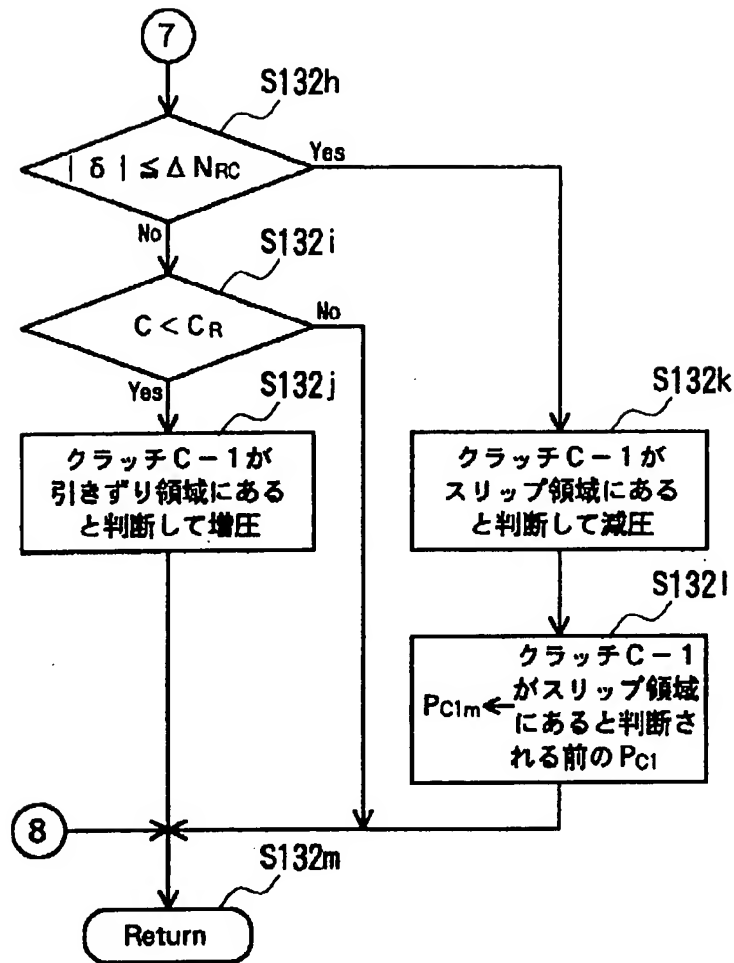 7
S132h
| δ | ≦ Δ NRC
Yes
No
S132i
C < CR
No
Yes
S132j
クラッチC-1が
引きずり領域にある
と判断して増圧
S132k
クラッチC-1が
スリップ領域にある
と判断して減圧
S132l
PC1m←
クラッチC-1
がスリップ領域
にあると判断さ
れる前のPC1
8
S132m
Return